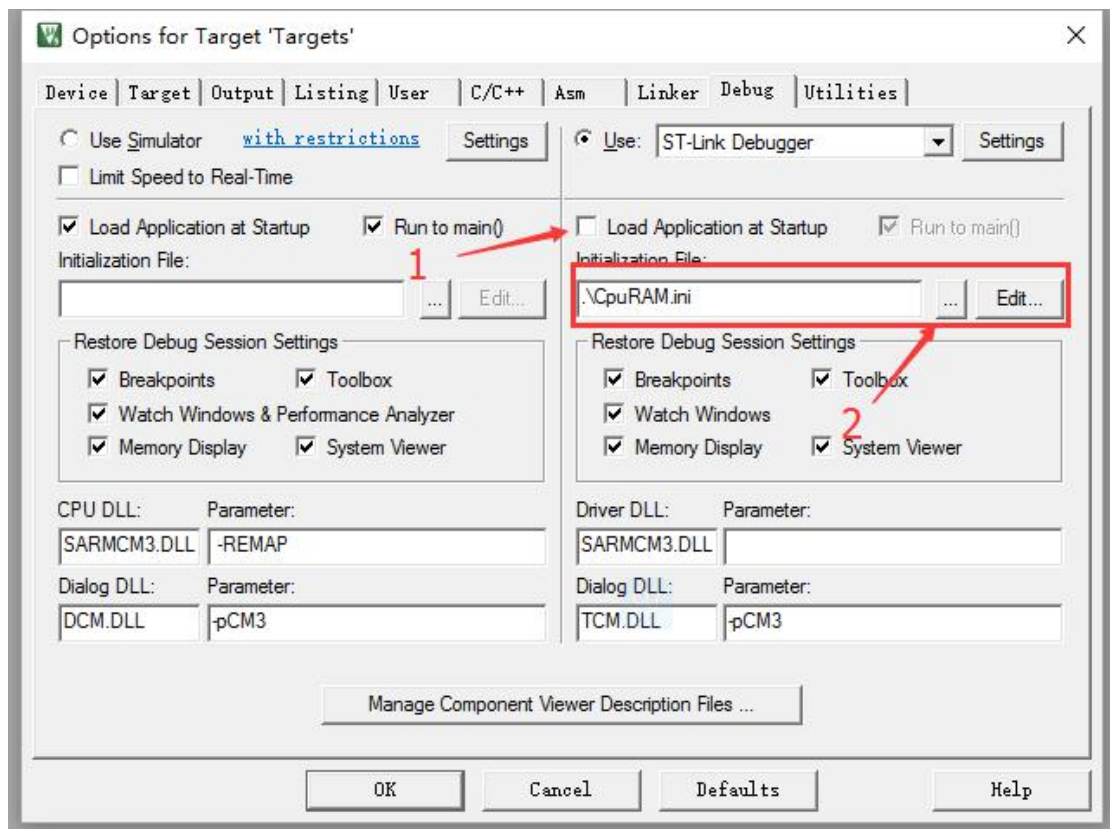 Options for Target 'Targets'
Device Target Output Listing User C/C++ Asm Linker Debug Utilities
Use Simulator with restrictions Settings
Limit Speed to Real-Time
Load Application at Startup Run to main()
Initialization File:
... Edit...
Restore Debug Session Settings
Breakpoints Toolbox
Watch Windows & Performance Analyzer
Memory Display System Viewer
CPU DLL: Parameter:
SARMCM3.DLL -REMAP
Dialog DLL: Parameter:
DCM.DLL -pCM3
Use: ST-Link Debugger Settings
1
Load Application at Startup Run to main()
Initialization File:
.\CpuRAM.ini ... Edit...
2
Restore Debug Session Settings
Breakpoints Toolbox
Watch Windows
Memory Display System Viewer
Driver DLL: Parameter:
SARMCM3.DLL
Dialog DLL: Parameter:
TCM.DLL -pCM3
Manage Component Viewer Description Files ...
OK Cancel Defaults Help